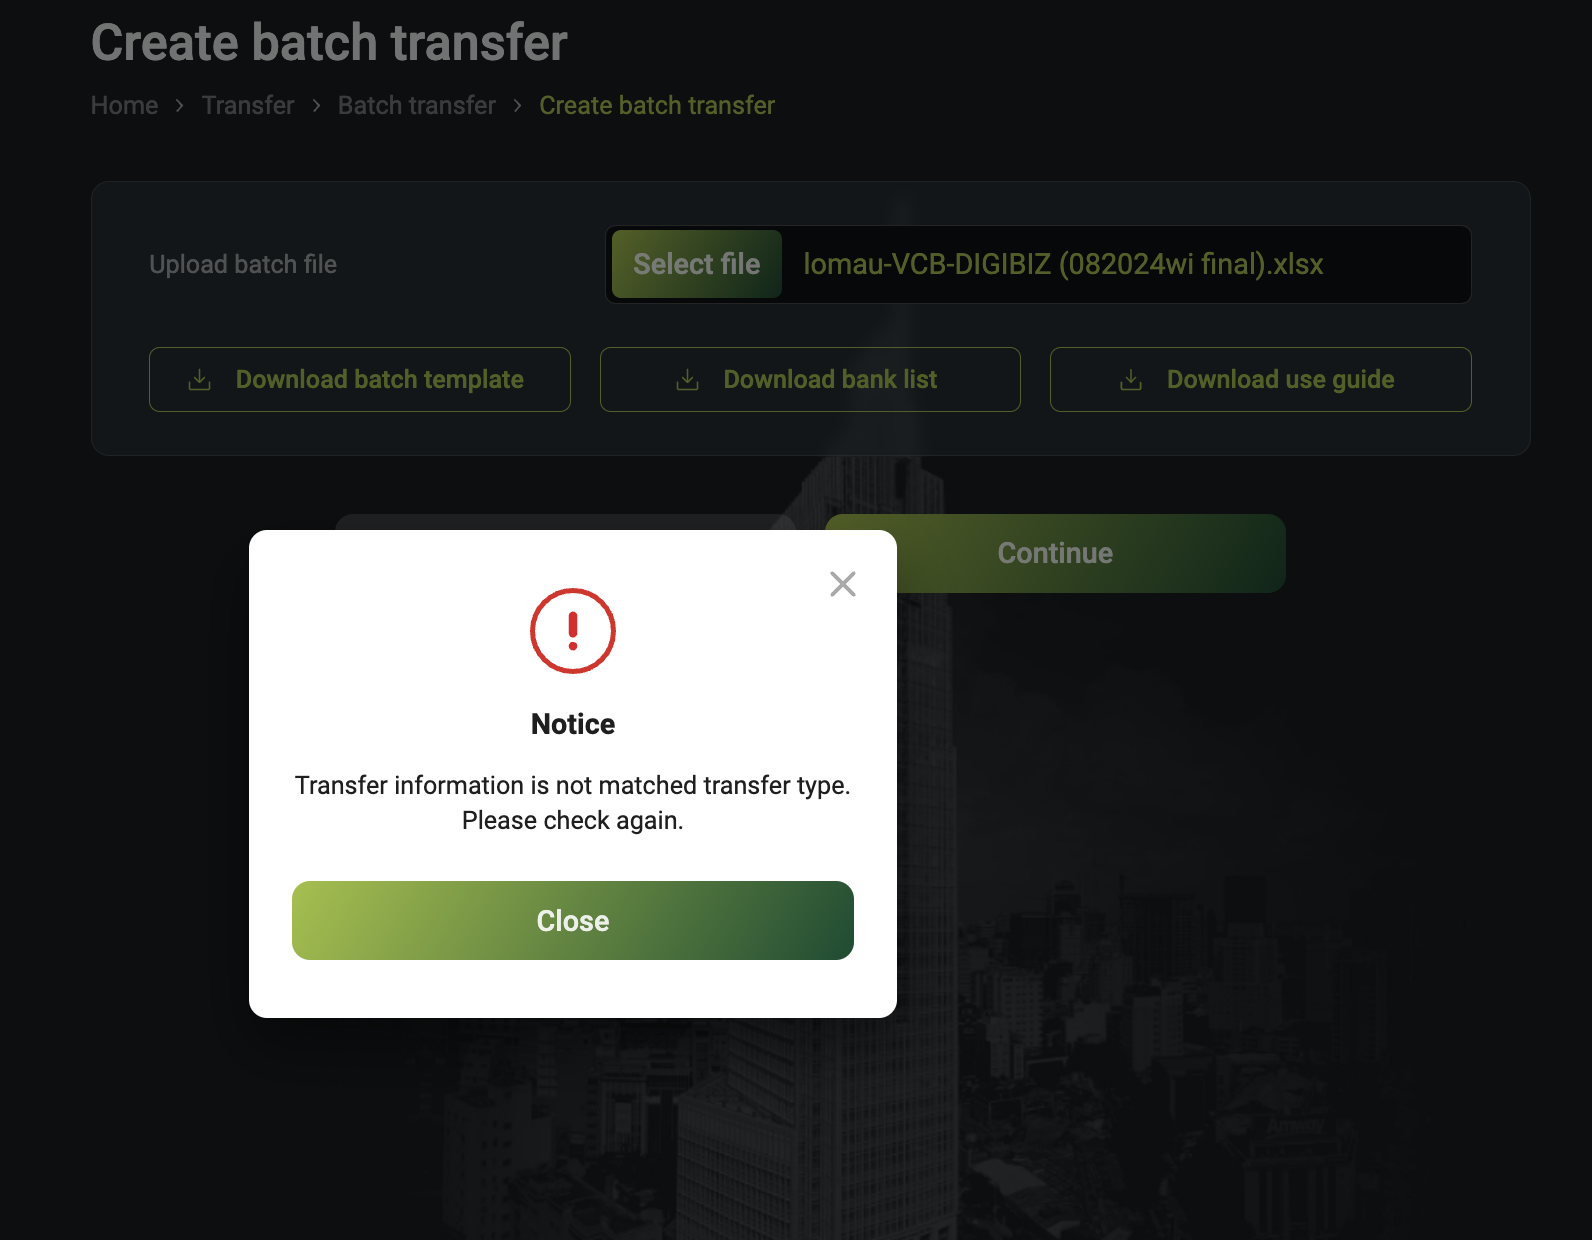 Create batch transfer
Home > Transfer > Batch transfer > Create batch transfer
Upload batch file
Select file
lomau-VCB-DIGIBIZ (082024wi final).xlsx
Download batch template
Download bank list
Download use guide
Continue
Notice
Transfer information is not matched transfer type.
Please check again.
Close
Amway